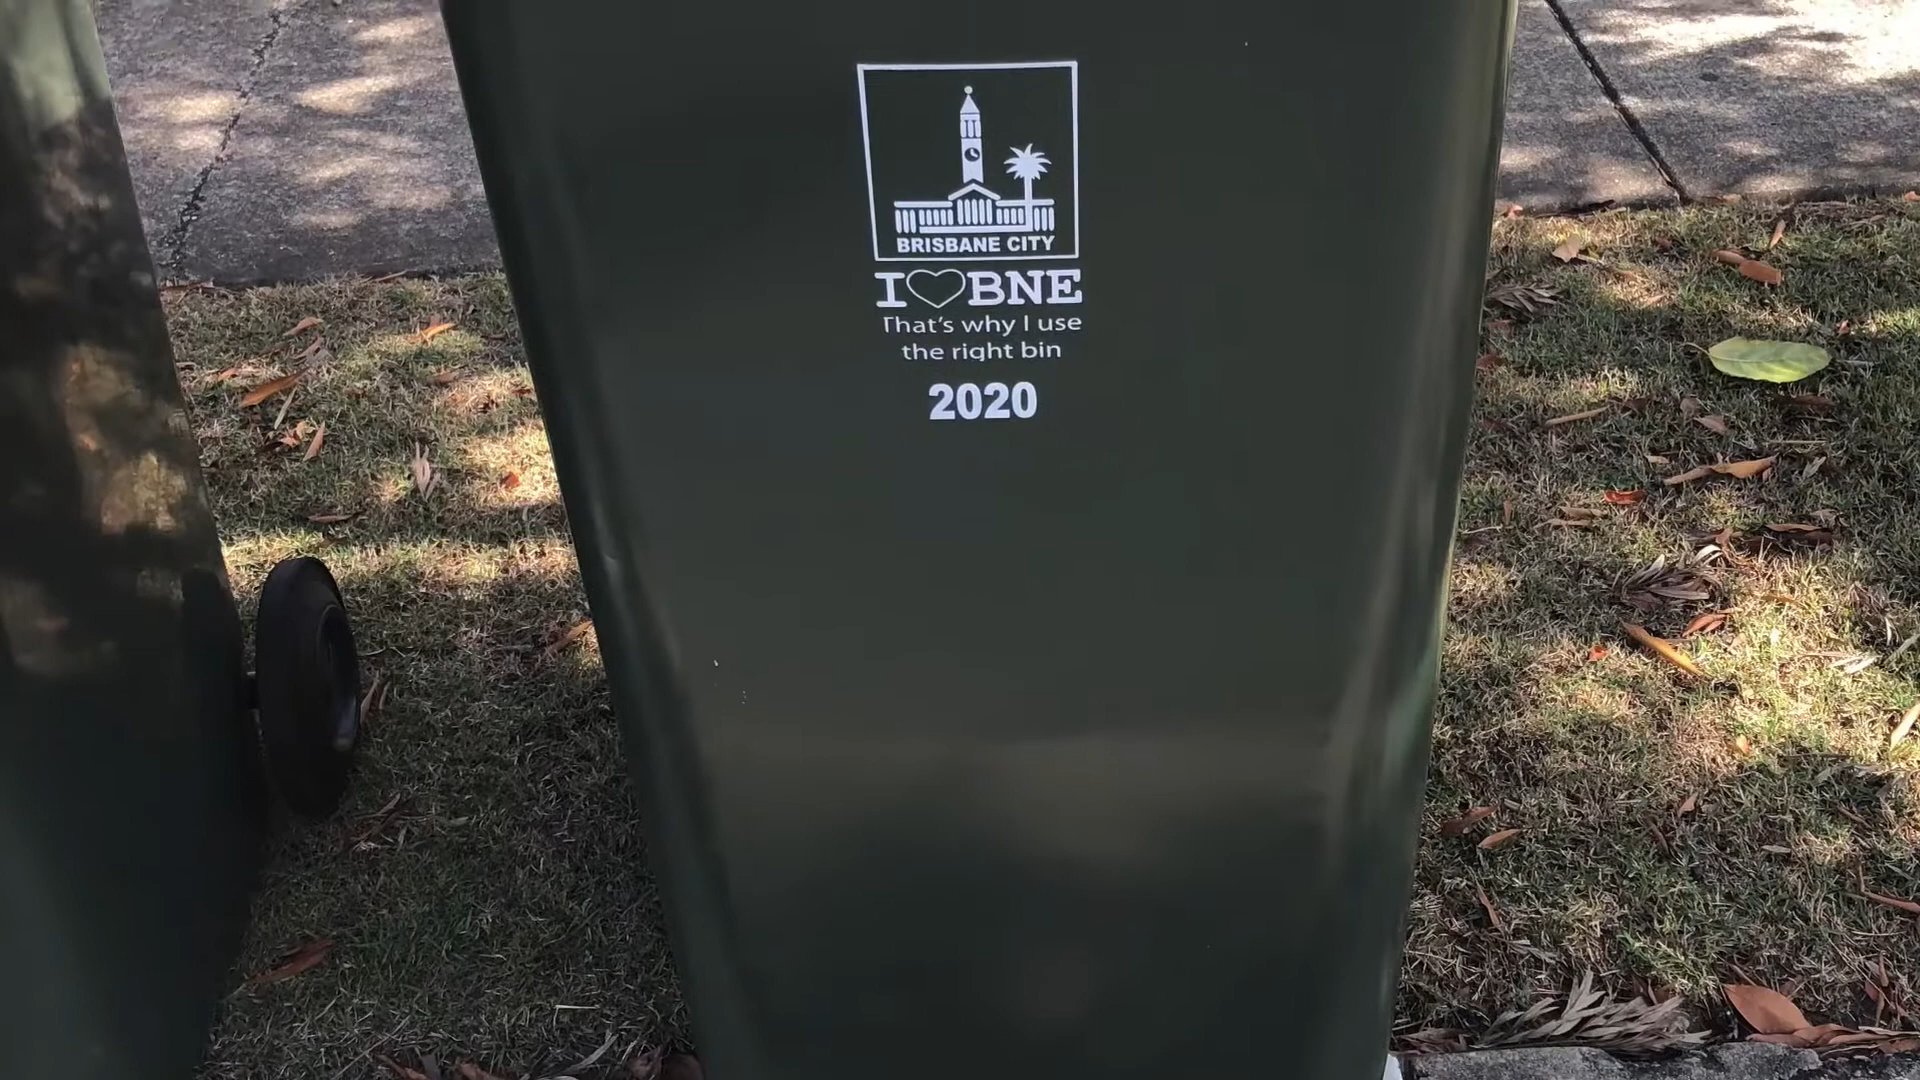 BRISBANE CITY
I♡BNE
That's why I use
the right bin
2020